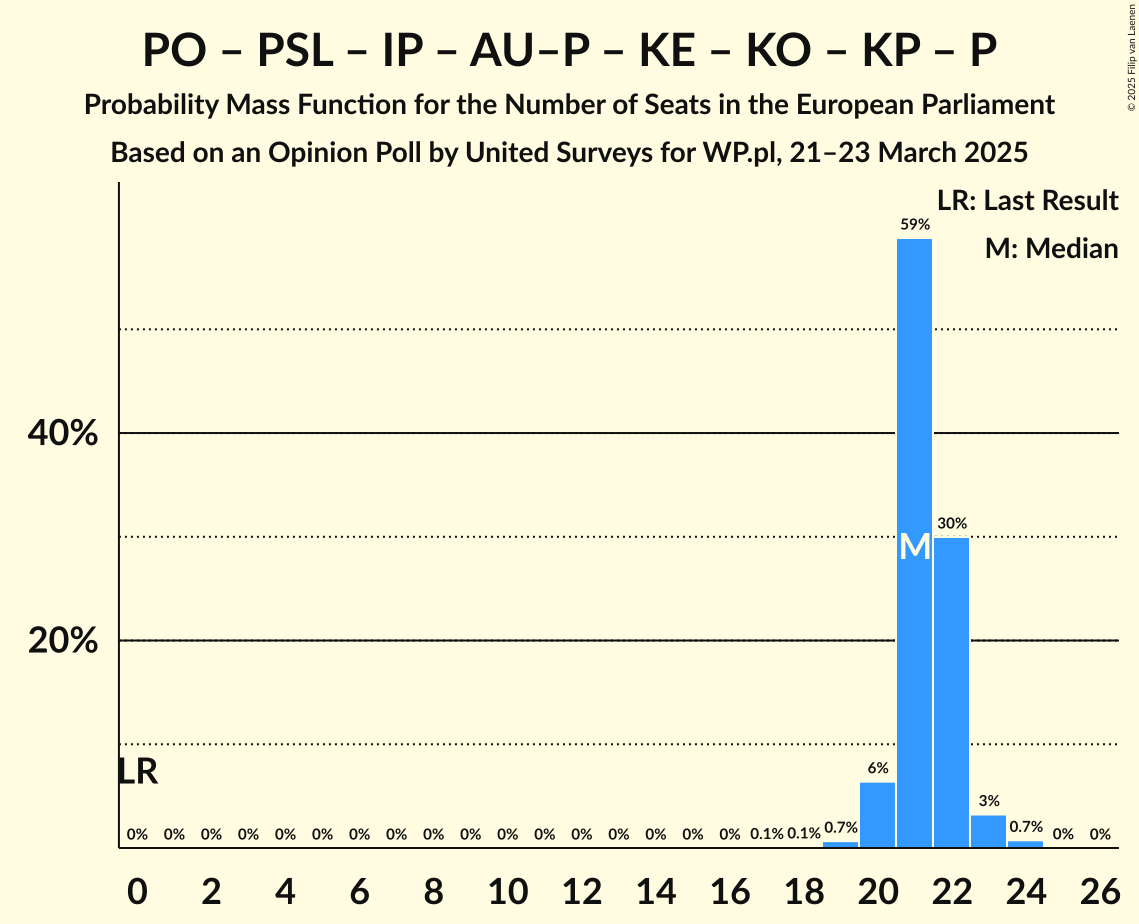 PO – PSL – IP – AU–P – KE – KO – KP – P
Probability Mass Function for the Number of Seats in the European Parliament
Based on an Opinion Poll by United Surveys for WP.pl, 21–23 March 2025
© 2025 Filip van Laenen
LR: Last Result
M: Median
59%
40%
30%
M
20%
LR
0% 0% 0% 0% 0% 0% 0% 0% 0% 0% 0% 0% 0% 0% 0% 0% 0% 0.1% 0.1% 0.7% 6% 3% 0.7% 0% 0%
0 2 4 6 8 10 12 14 16 18 20 22 24 26